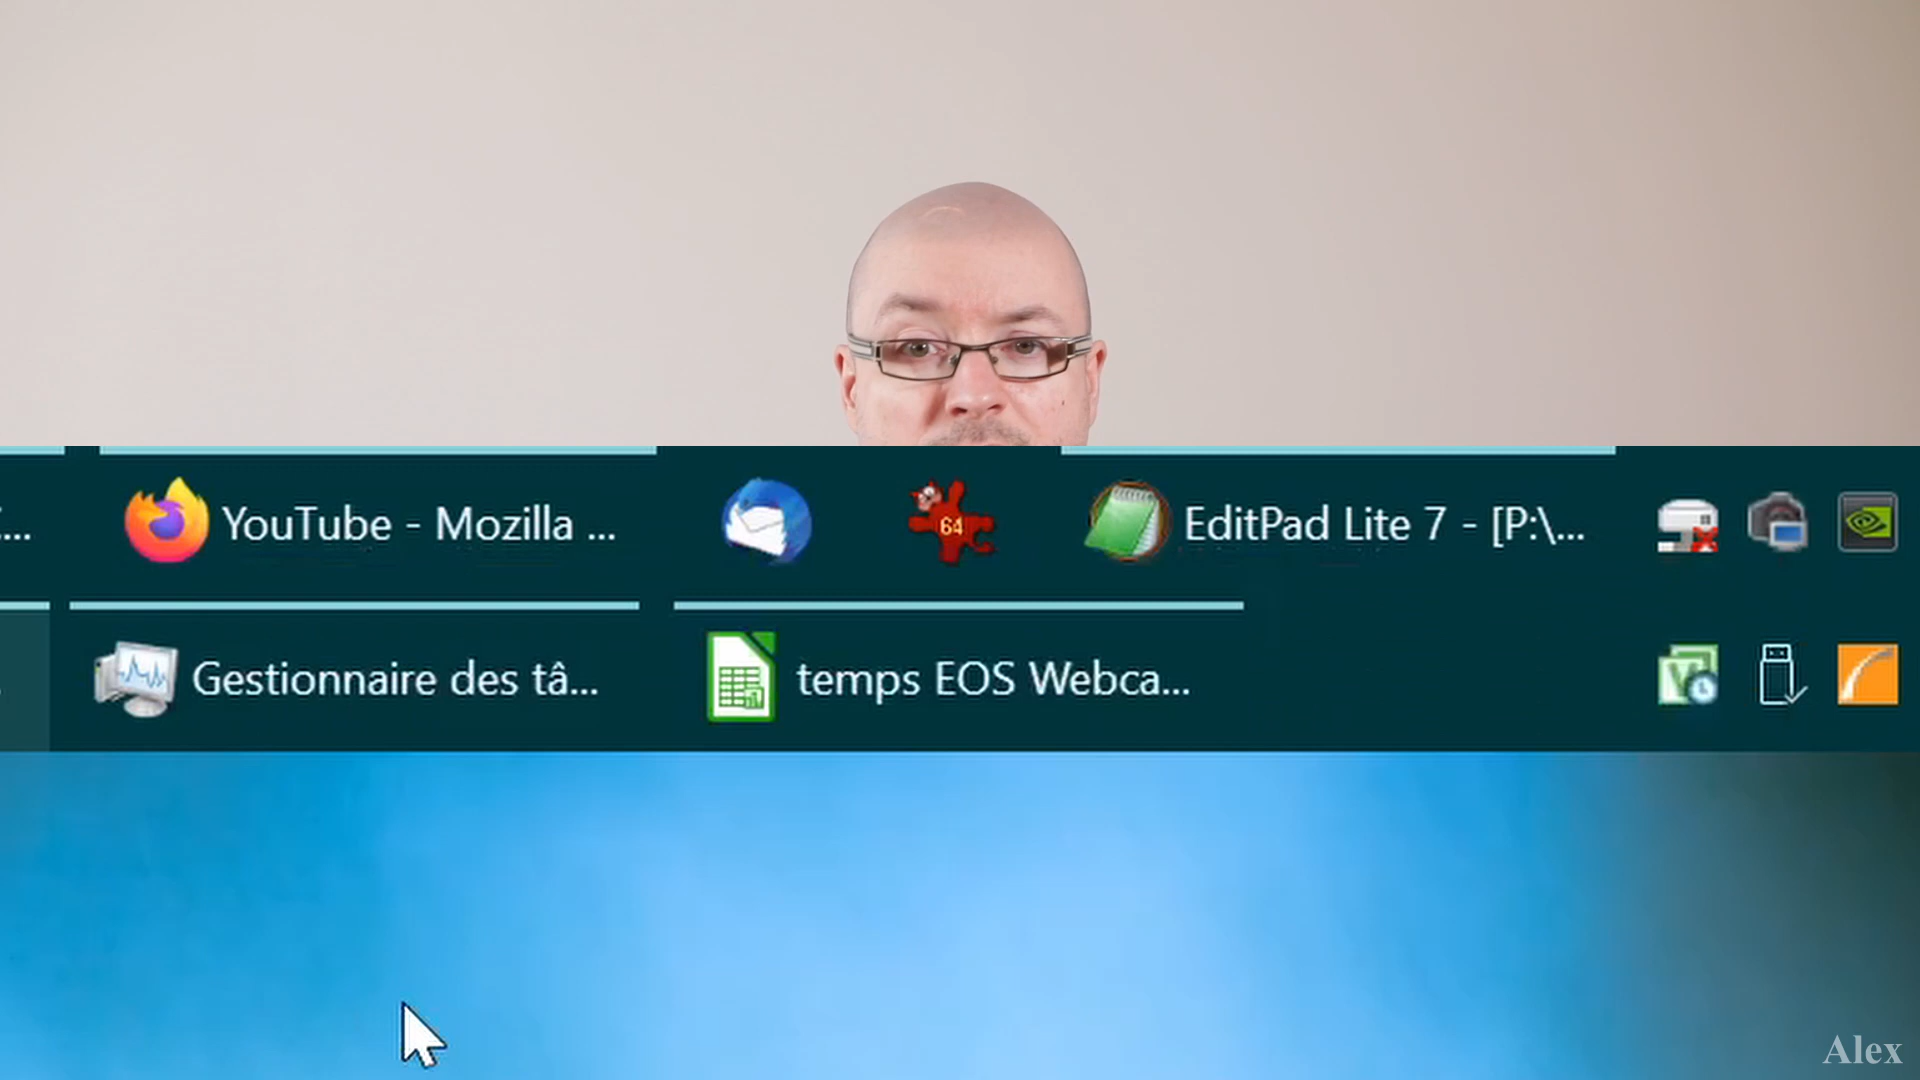 ...
YouTube - Mozilla ...
64
EditPad Lite 7 - [P:\...
Gestionnaire des tâ...
temps EOS Webca...
Alex